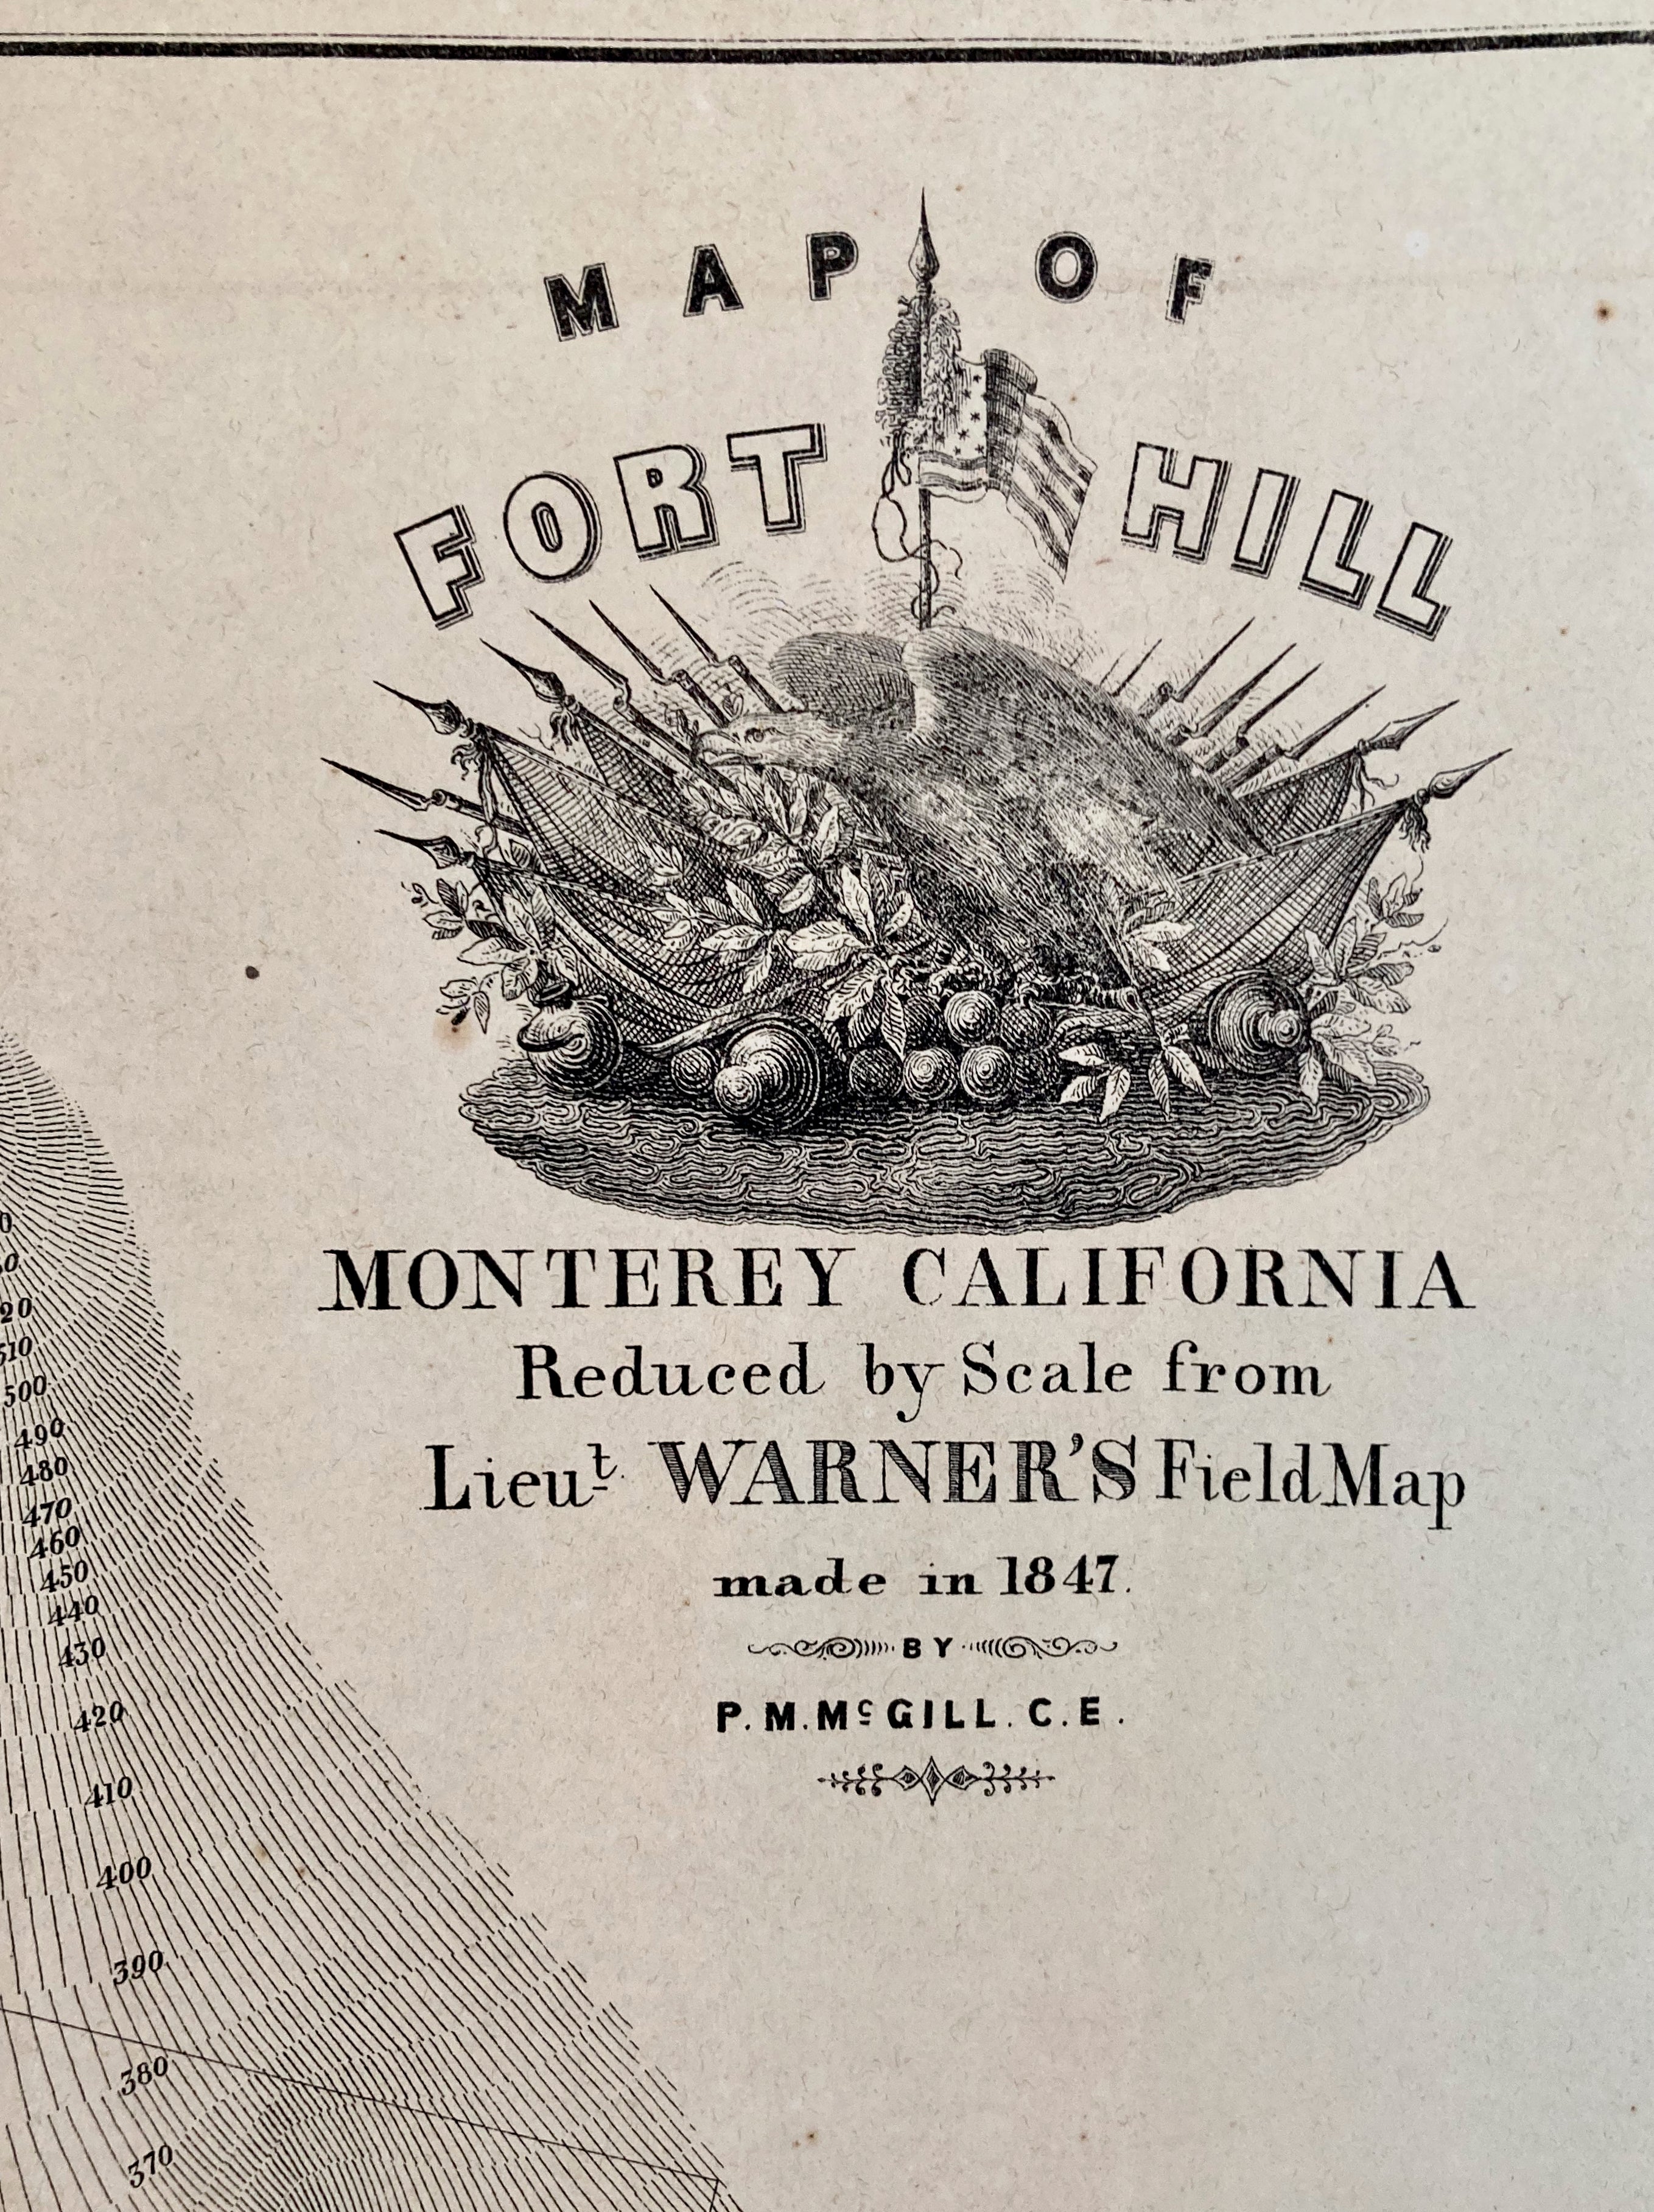 MAP OF
FORT HILL
MONTEREY CALIFORNIA
Reduced by Scale from
Lieut. WARNER'S Field Map
made in 1847.
BY
P. M. McGILL. C. E.
510
500
490
480
470
460
450
440
430
420
410
400
390
380
370